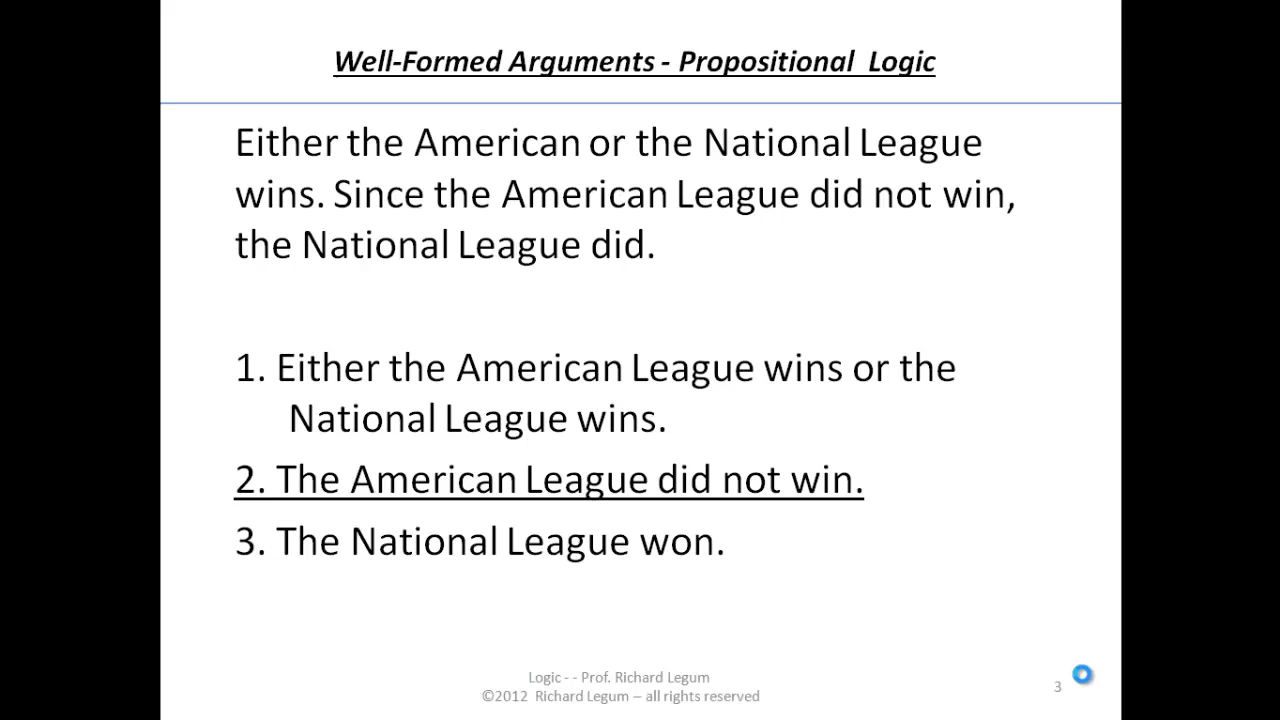 Well-Formed Arguments - Propositional  Logic
Either the American or the National League
wins. Since the American League did not win,
the National League did.
1. Either the American League wins or the
National League wins.
2. The American League did not win.
3. The National League won.
Logic - - Prof. Richard Legum
©2012  Richard Legum – all rights reserved
3